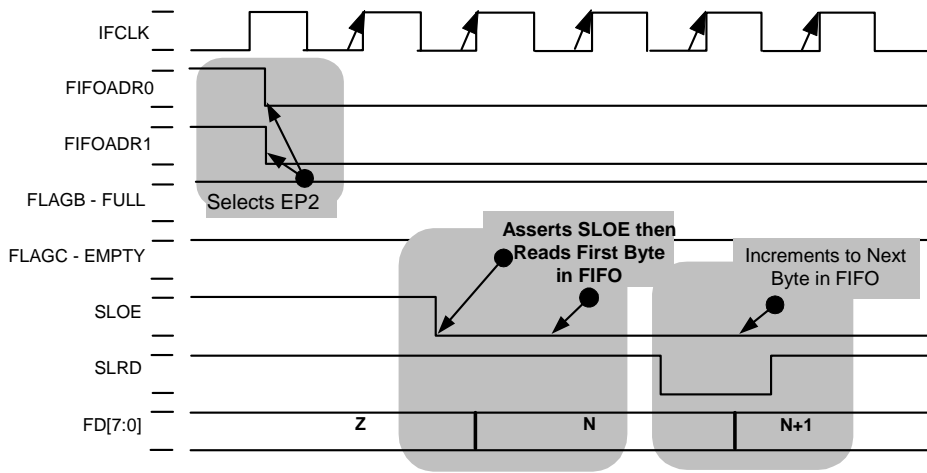 IFCLK
FIFOADR0
FIFOADR1
Selects EP2
FLAGB - FULL
Asserts SLOE then
Reads First Byte
in FIFO
FLAGC - EMPTY
Increments to Next
Byte in FIFO
SLOE
SLRD
FD[7:0]
Z
N
N+1